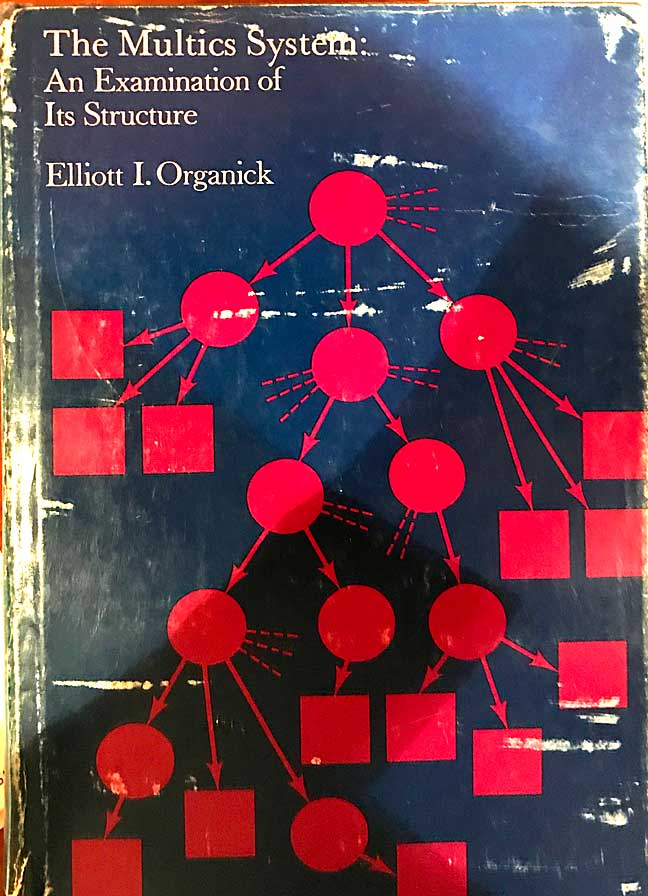 The Multics System:
An Examination of
Its Structure
Elliott I. Organick